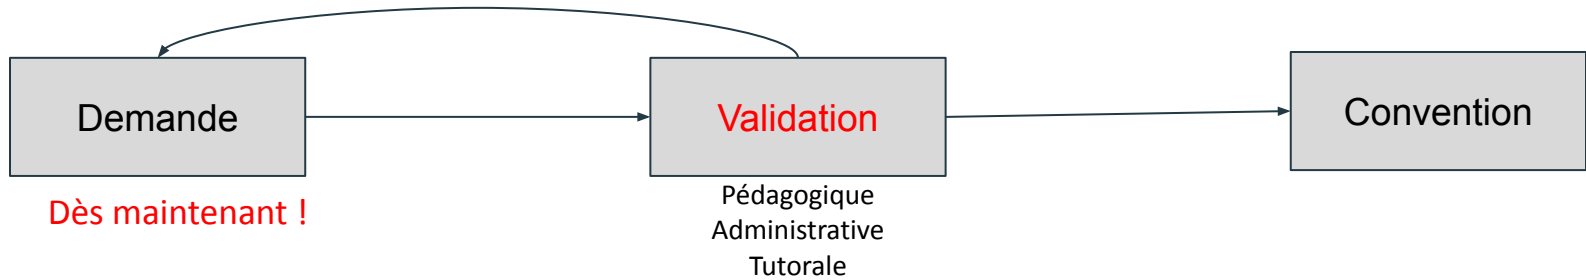 Demande
Dès maintenant !
Validation
Pédagogique
Administrative
Tutorale
Convention